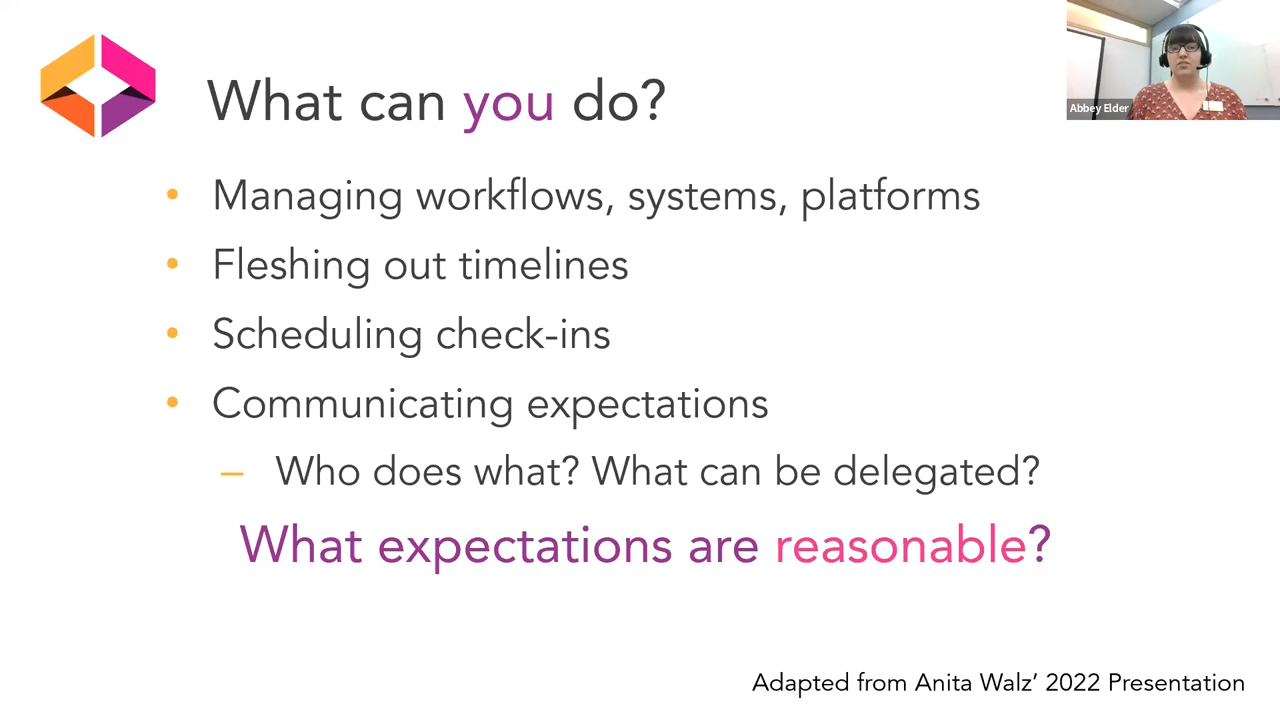 What can you do?
Abbey Elder
• Managing workflows, systems, platforms
• Fleshing out timelines
• Scheduling check-ins
• Communicating expectations
– Who does what? What can be delegated?
What expectations are reasonable?
Adapted from Anita Walz’ 2022 Presentation